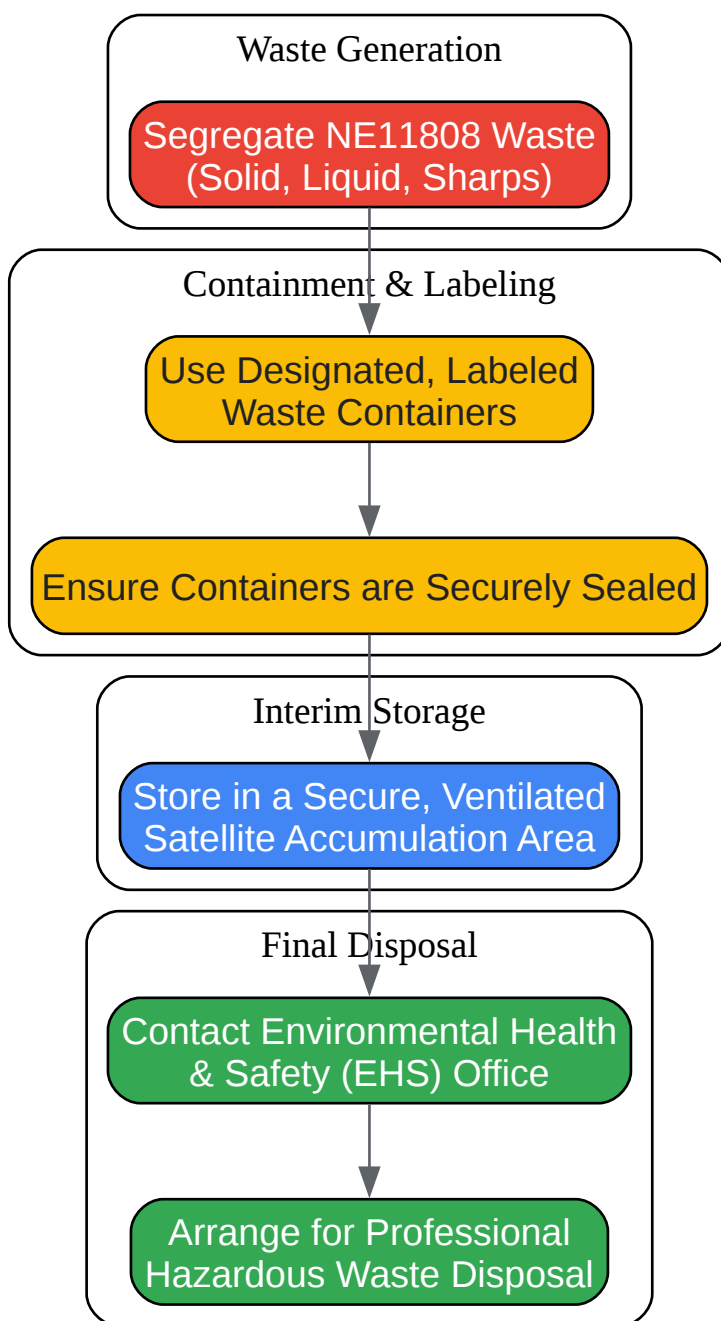 Waste Generation
Segregate NE11808 Waste
(Solid, Liquid, Sharps)
Containment & Labeling
Use Designated, Labeled
Waste Containers
Ensure Containers are Securely Sealed
Interim Storage
Store in a Secure, Ventilated
Satellite Accumulation Area
Final Disposal
Contact Environmental Health
& Safety (EHS) Office
Arrange for Professional
Hazardous Waste Disposal